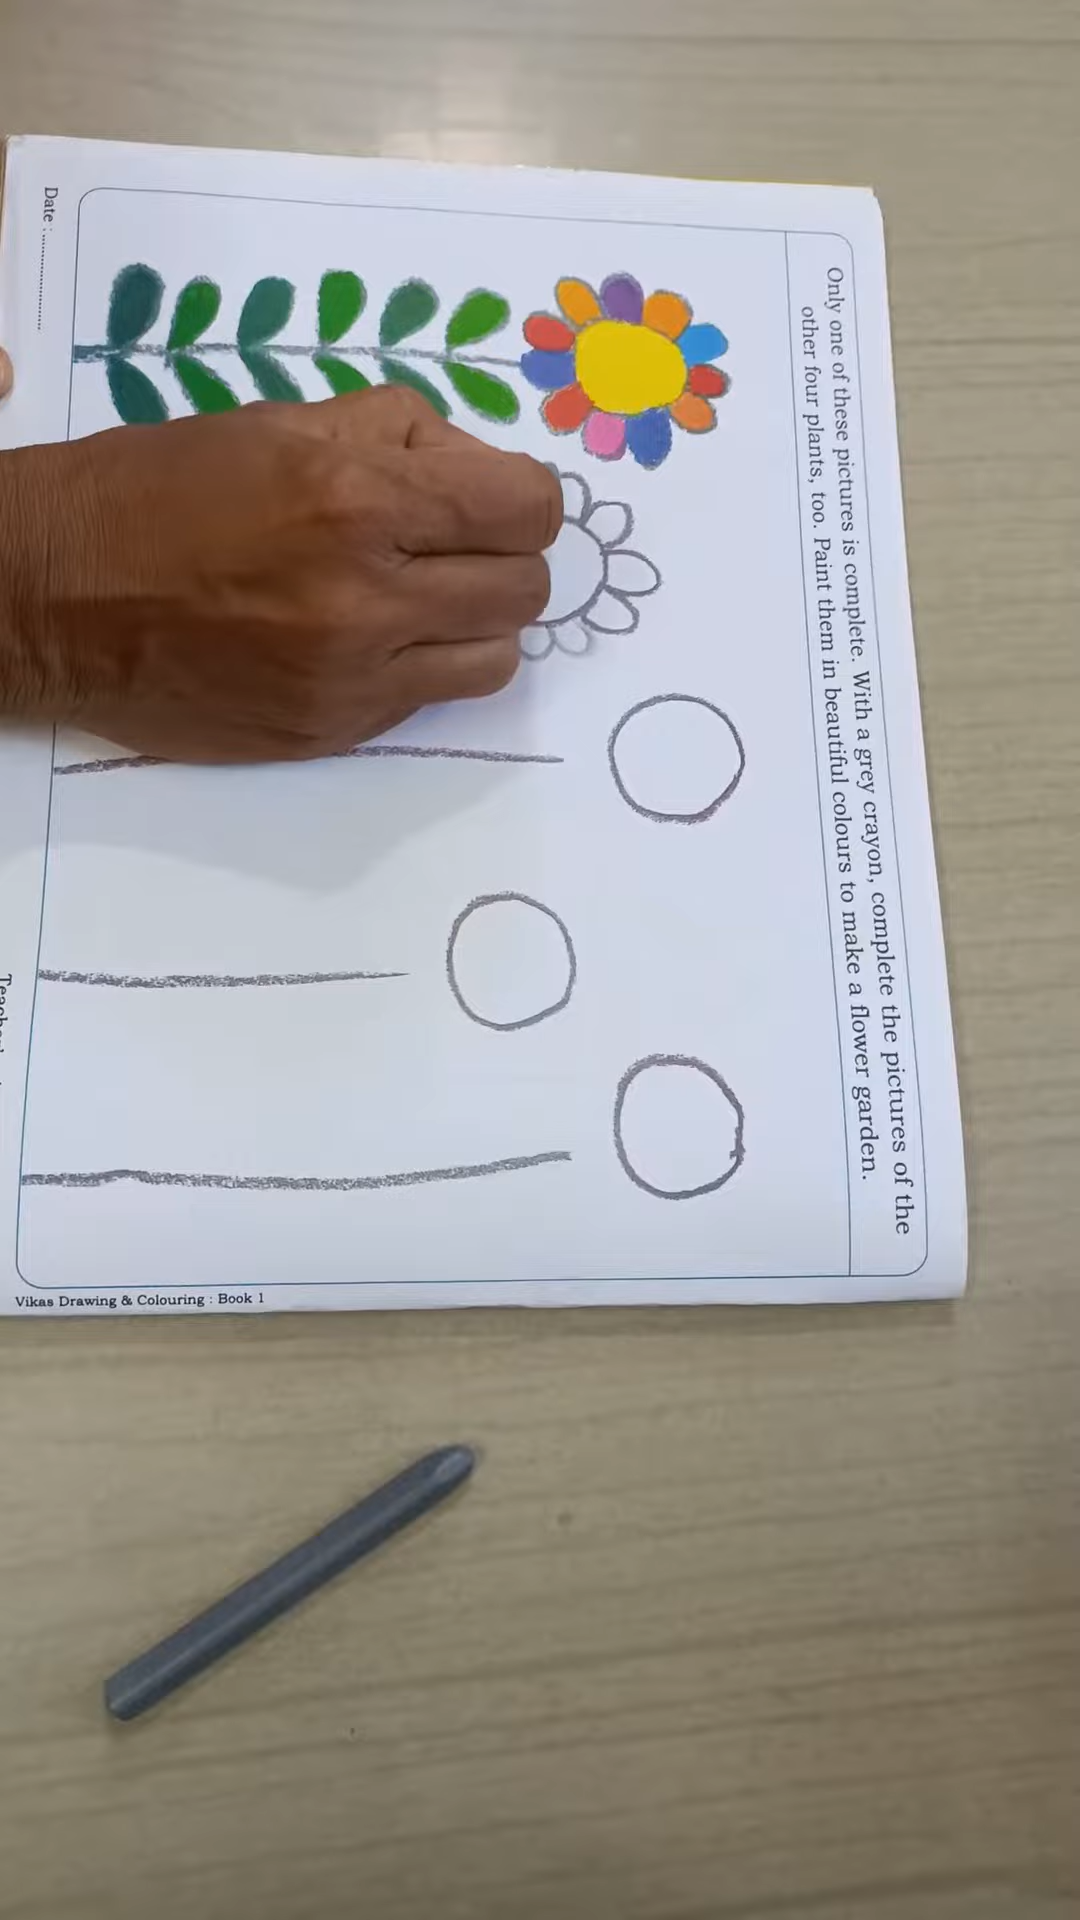 Only one of these pictures is complete. With a grey crayon, complete the pictures of the
other four plants, too. Paint them in beautiful colours to make a flower garden.
Date : ........................
Vikas Drawing & Colouring : Book 1